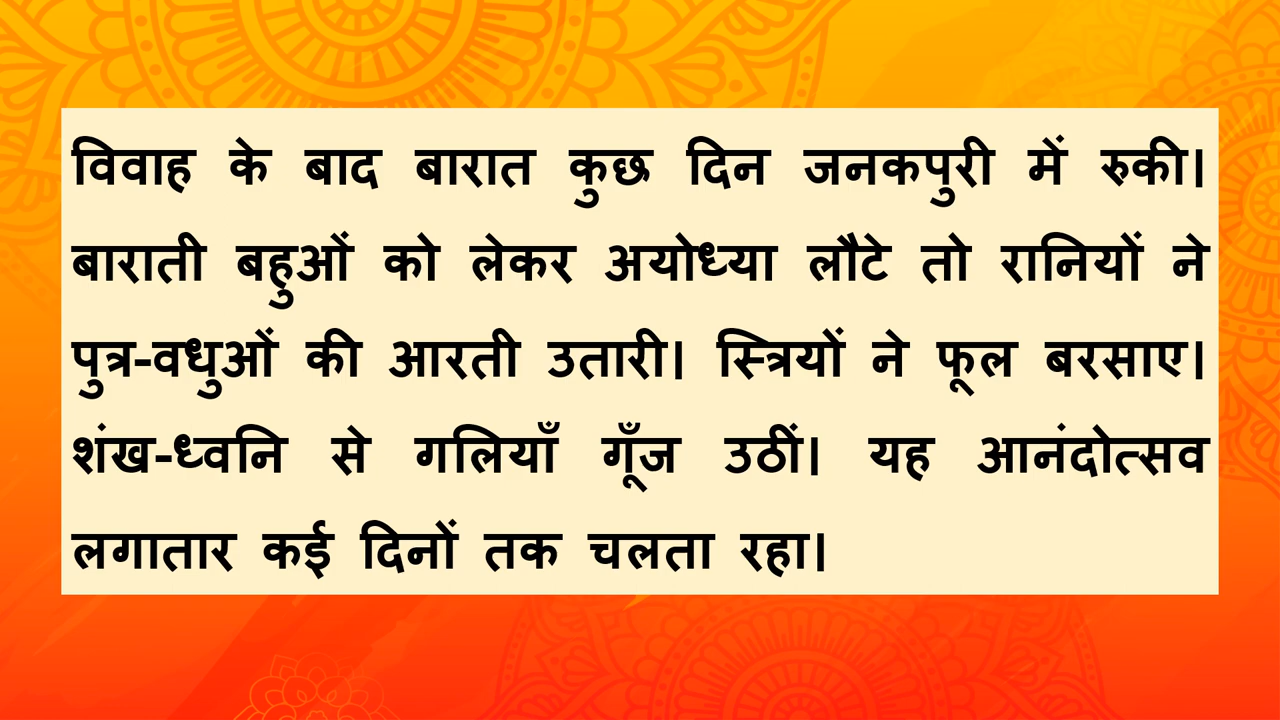 विवाह के बाद बारात कुछ दिन जनकपुरी में रुकी।
बाराती बहुओं को लेकर अयोध्या लौटे तो रानियों ने
पुत्र-वधुओं की आरती उतारी। स्त्रियों ने फूल बरसाए।
शंख-ध्वनि से गलियाँ गूँज उठीं। यह आनंदोत्सव
लगातार कई दिनों तक चलता रहा।